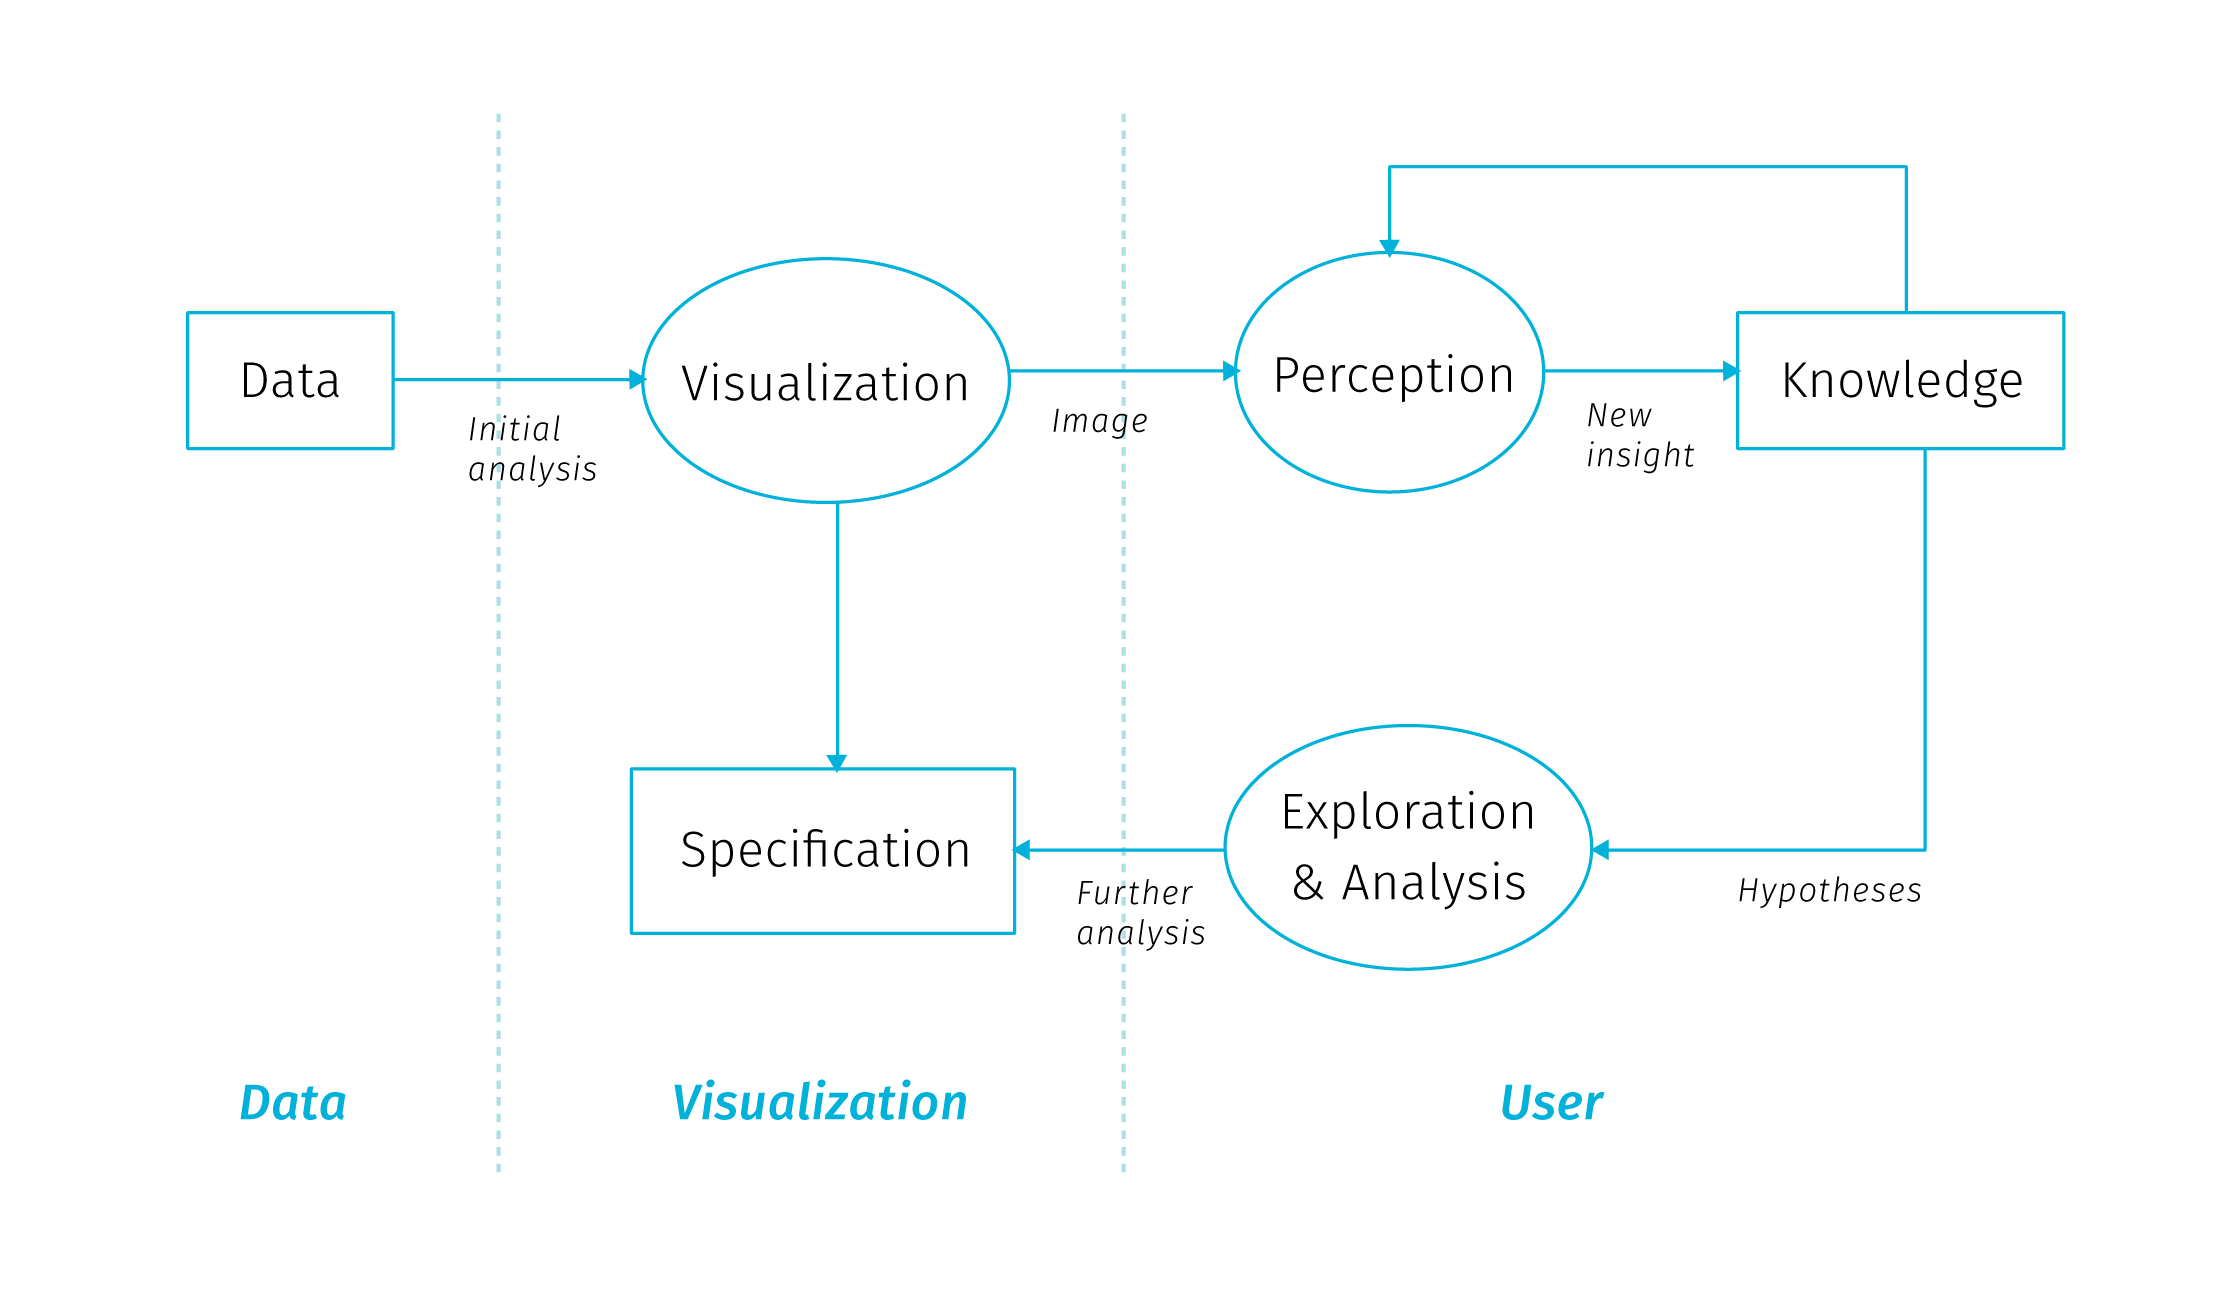 Data
Initial
analysis
Visualization
Image
Perception
New
insight
Knowledge
Specification
Further
analysis
Exploration
& Analysis
Hypotheses
Data
Visualization
User